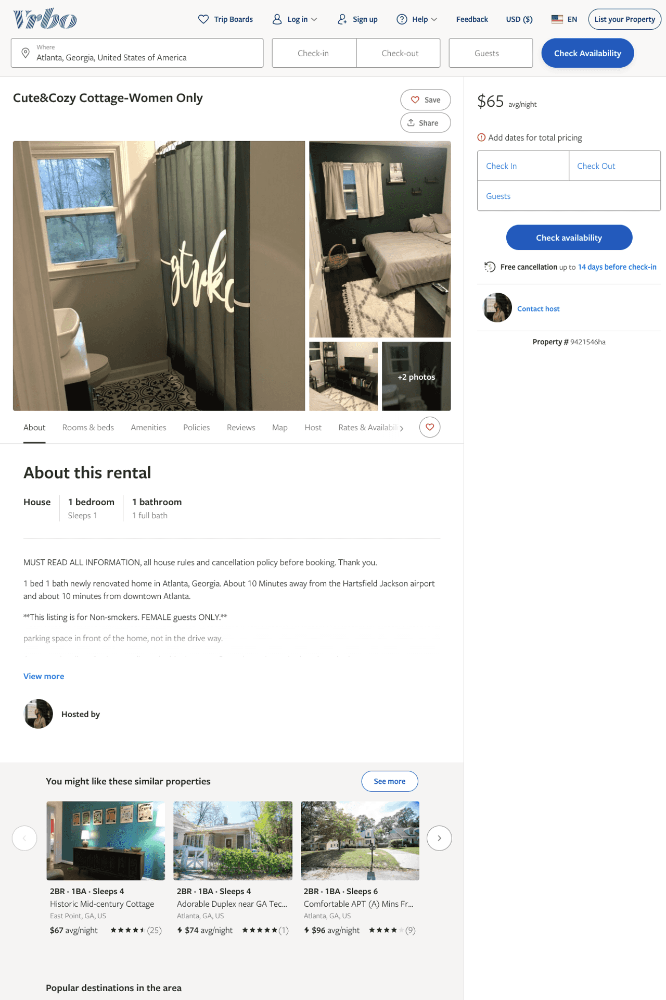 Vrbo
Trip Boards
Log in
Sign up
Help
Feedback
USD ($)
EN
List your Property
Where
Atlanta, Georgia, United States of America
Check-in
Check-out
Guests
Check Availability
Cute&Cozy Cottage-Women Only
Save
Share
$65 avg/night
Add dates for total pricing
Check In
Check Out
Guests
Check availability
Free cancellation up to 14 days before check-in
Contact host
Property # 9421546ha
+2 photos
About
Rooms & beds
Amenities
Policies
Reviews
Map
Host
Rates & Availabili
About this rental
House
1 bedroom
Sleeps 1
1 bathroom
1 full bath
MUST READ ALL INFORMATION, all house rules and cancellation policy before booking. Thank you.
1 bed 1 bath newly renovated home in Atlanta, Georgia. About 10 Minutes away from the Hartsfield Jackson airport
and about 10 minutes from downtown Atlanta.
**This listing is for Non-smokers. FEMALE guests ONLY.**
parking space in front of the home, not in the drive way.
View more
Hosted by
You might like these similar properties
See more
2BR · 1BA · Sleeps 4
Historic Mid-century Cottage
East Point, GA, US
$67 avg/night
(25)
2BR · 1BA · Sleeps 4
Adorable Duplex near GA Tec...
Atlanta, GA, US
$74 avg/night
(1)
2BR · 1BA · Sleeps 6
Comfortable APT (A) Mins Fr...
Atlanta, GA, US
$96 avg/night
(9)
Popular destinations in the area